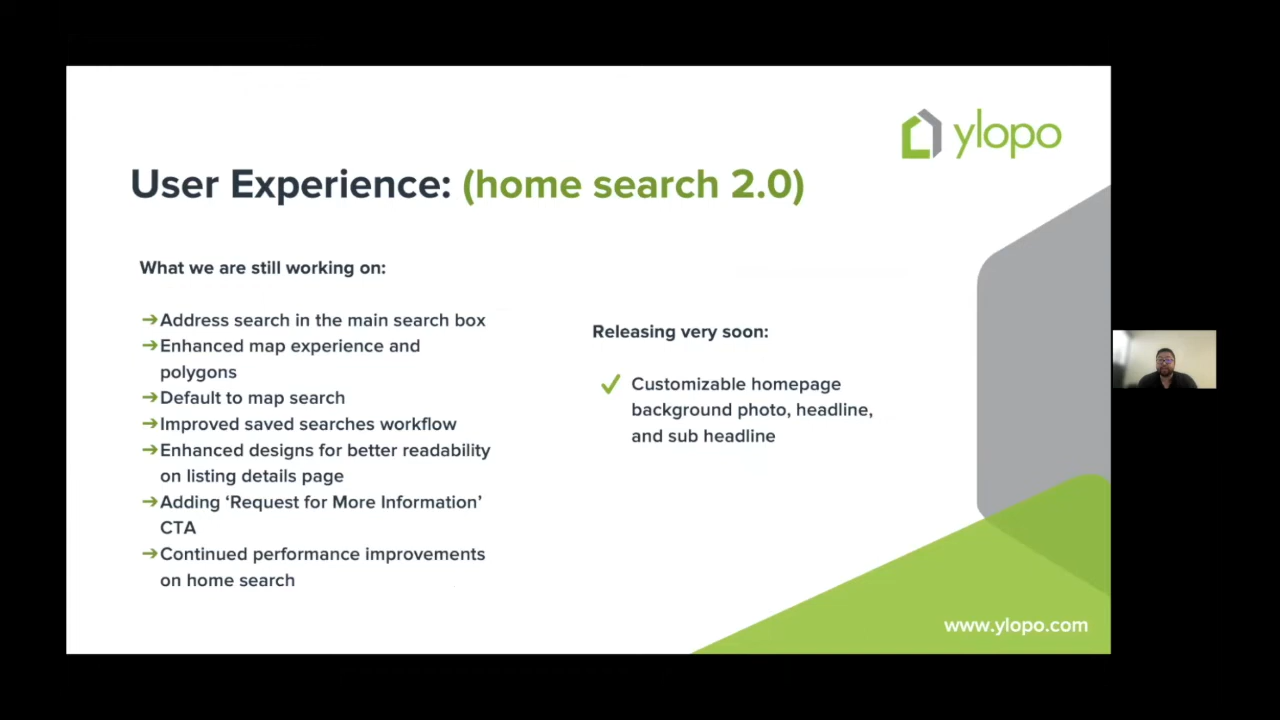 ylopo
User Experience: (home search 2.0)
What we are still working on:
➔Address search in the main search box
➔Enhanced map experience and
polygons
➔Default to map search
➔Improved saved searches workflow
➔Enhanced designs for better readability
on listing details page
➔Adding ‘Request for More Information’
CTA
➔Continued performance improvements
on home search
Releasing very soon:
✓ Customizable homepage
background photo, headline,
and sub headline
www.ylopo.com